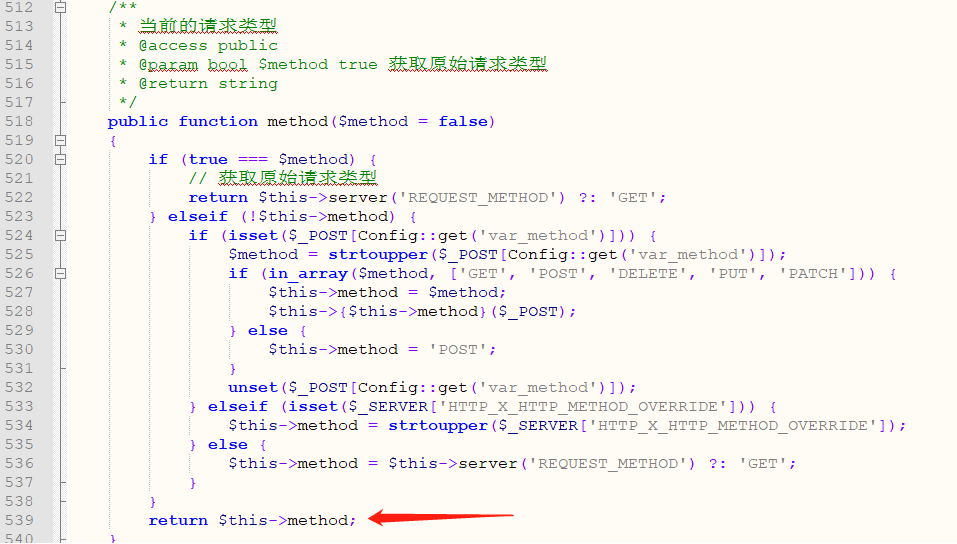 512 /**
513 * 当前的请求类型
514 * @access public
515 * @param bool $method true 获取原始请求类型
516 * @return string
517 */
518 public function method($method = false)
519 {
520 if (true === $method) {
521 // 获取原始请求类型
522 return $this->server('REQUEST_METHOD') ?: 'GET';
523 } elseif (!$this->method) {
524 if (isset($_POST[Config::get('var_method')])) {
525 $method = strtoupper($_POST[Config::get('var_method')]);
526 if (in_array($method, ['GET', 'POST', 'DELETE', 'PUT', 'PATCH'])) {
527 $this->method = $method;
528 $this->{$this->method}($_POST);
529 } else {
530 $this->method = 'POST';
531 }
532 unset($_POST[Config::get('var_method')]);
533 } elseif (isset($_SERVER['HTTP_X_HTTP_METHOD_OVERRIDE'])) {
534 $this->method = strtoupper($_SERVER['HTTP_X_HTTP_METHOD_OVERRIDE']);
535 } else {
536 $this->method = $this->server('REQUEST_METHOD') ?: 'GET';
537 }
538 }
539 return $this->method;
540 }